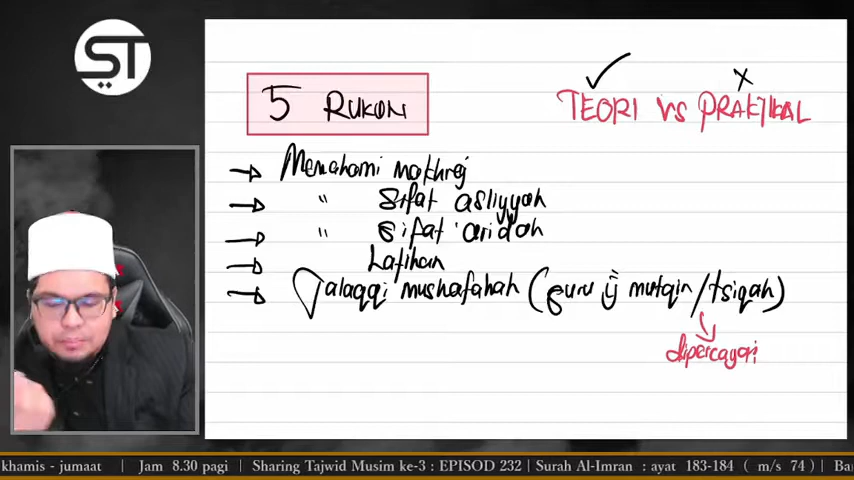 ST
5 RUKUN
TEORI vs PRAKTIKAL
→ Memahami makhraj
→ " Sifat asliyyah
→ " Sifat 'aridah
→ Latihan
→ Talaqqi mushafahah (guru yg mutqin/tsiqah)
dipercayai
khamis - jumaat | Jam 8.30 pagi | Sharing Tajwid Musim ke-3 : EPISOD 232 | Surah Al-Imran : ayat 183-184 ( m/s 74 ) | Ba